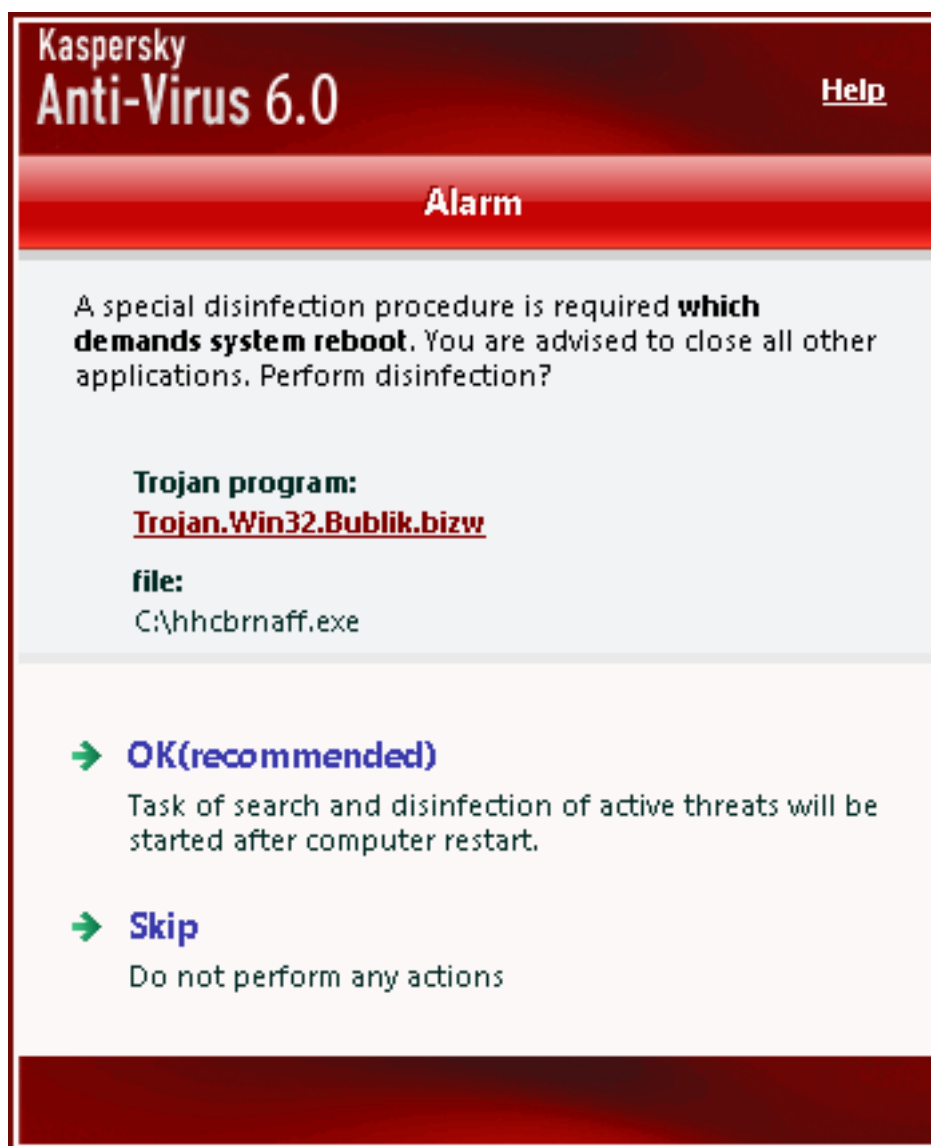 Kaspersky
Anti-Virus 6.0
Help
Alarm
A special disinfection procedure is required which
demands system reboot. You are advised to close all other
applications. Perform disinfection?
Trojan program:
Trojan.Win32.Bublik.bizw
file:
C:\hhcbrnaff.exe
OK(recommended)
Task of search and disinfection of active threats will be
started after computer restart.
Skip
Do not perform any actions